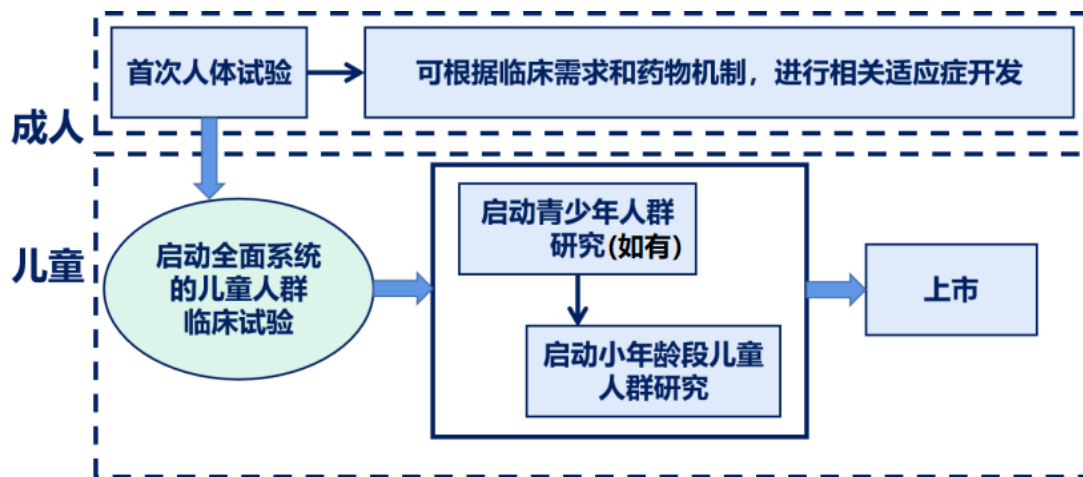 首次人体试验
可根据临床需求和药物机制，进行相关适应症开发
成人
儿童
启动全面系统
的儿童人群
临床试验
启动青少年人群
研究(如有)
启动小年龄段儿童
人群研究
上市